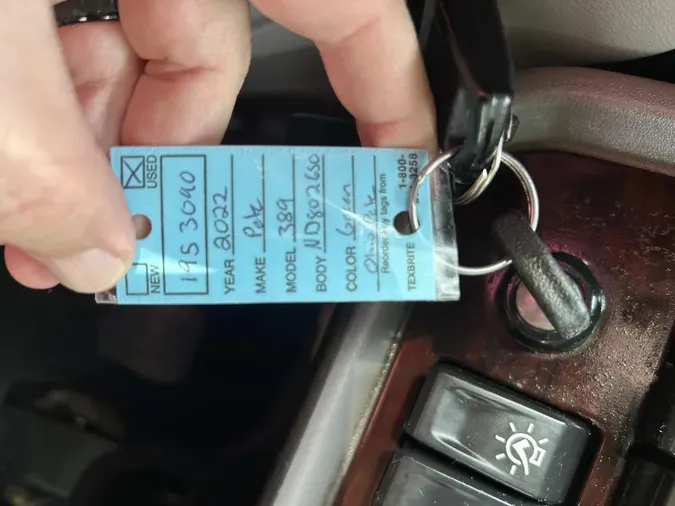 NEW USED
195 3090
YEAR 2022
MAKE Pete
MODEL 389
BODY ND802650
COLOR Green
Reorder key tags from
TEXBRITE 1-800-
3258